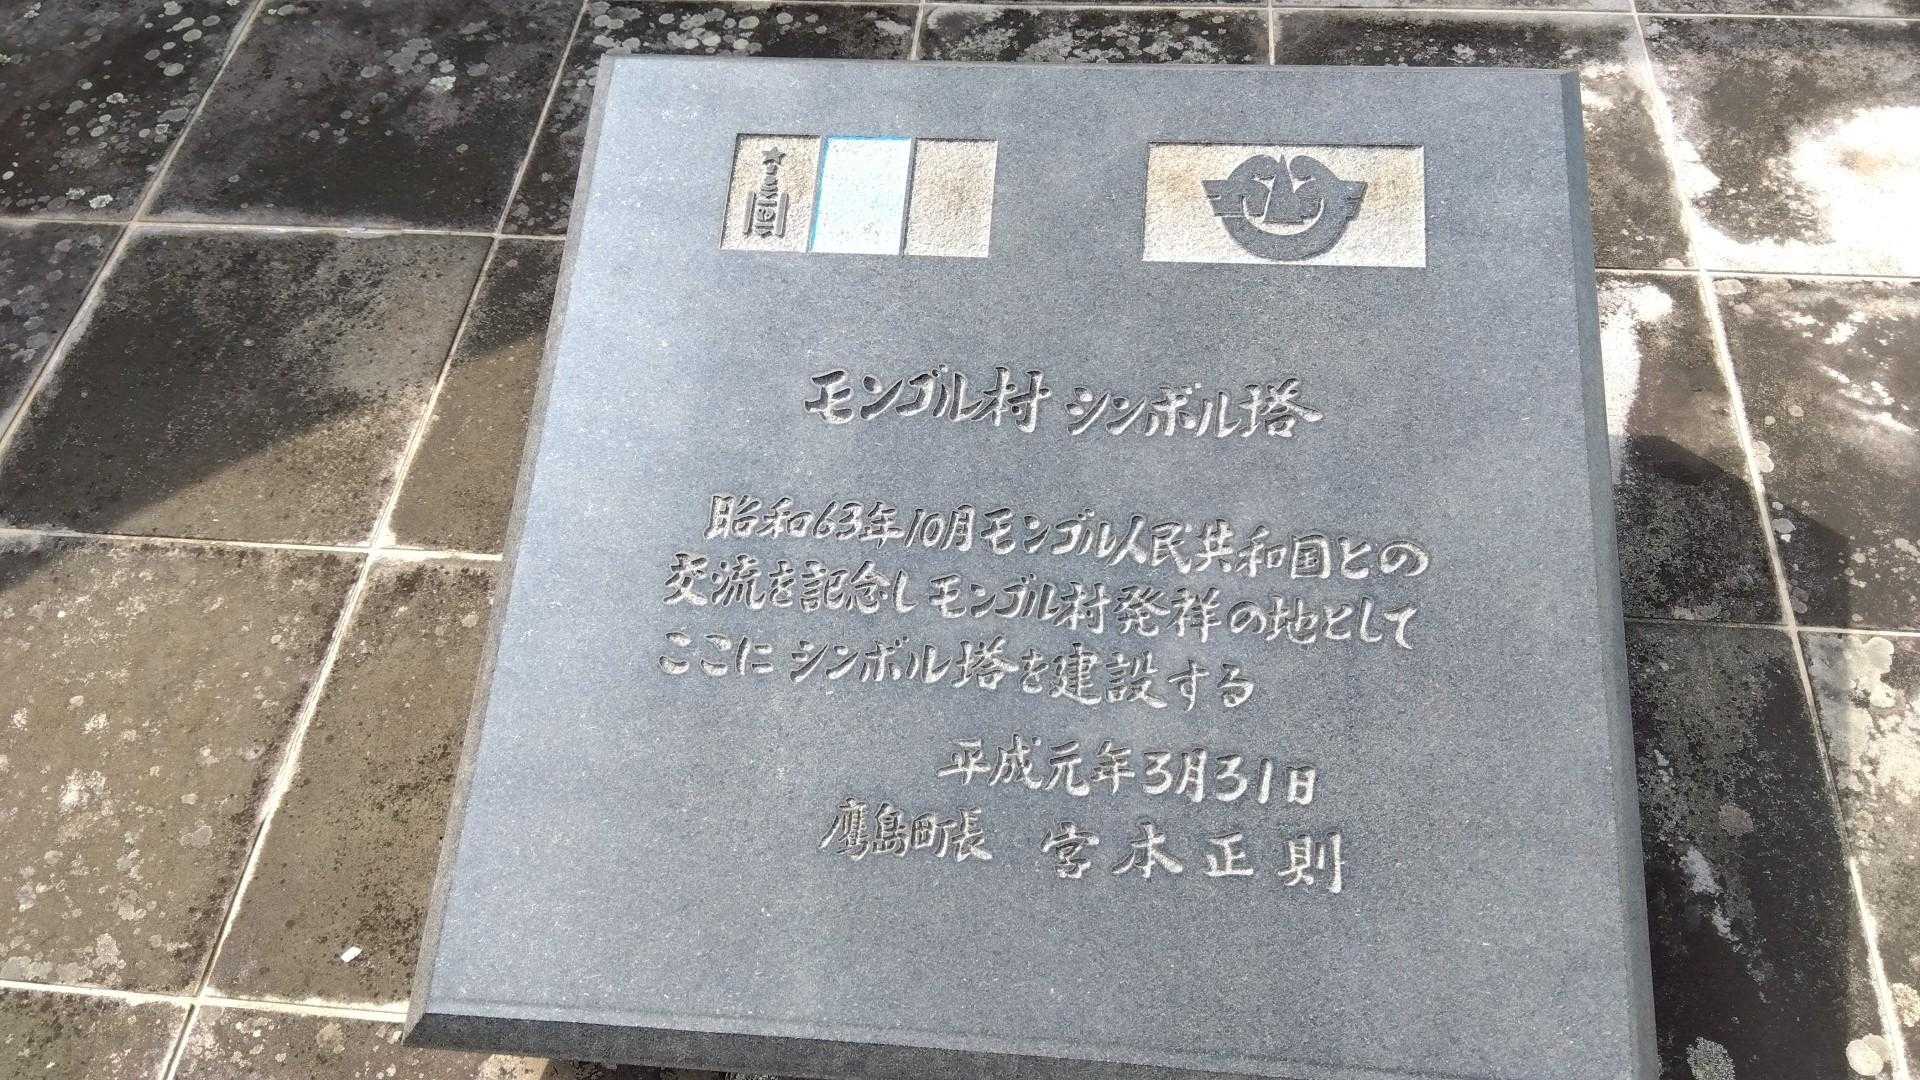 モンゴル村 シンボル塔
昭和63年10月モンゴル人民共和国との
交流を記念しモンゴル村発祥の地として
ここにシンボル塔を建設する
平成元年3月31日
鷹島町長 宮本正則